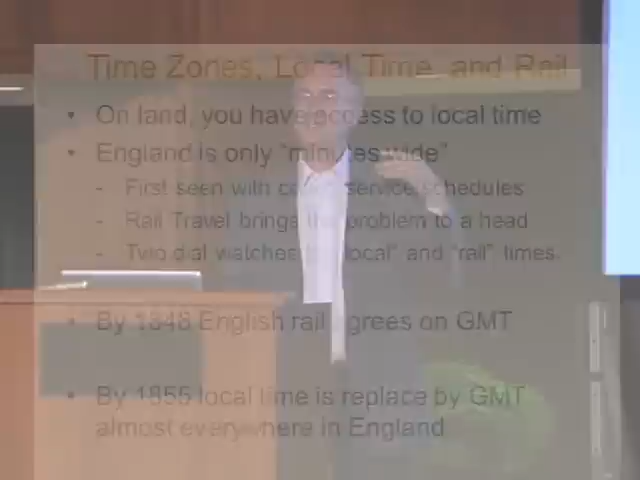 Time Zones, Local Time, and Rail
• On land, you have access to local time
• England is only "minutes wide"
- First seen with coach service schedules
- Rail Travel brings the problem to a head
- Two dial watches for "local" and "rail" times.
• By 1848 English rail agrees on GMT
• By 1855 local time is replace by GMT
almost everywhere in England